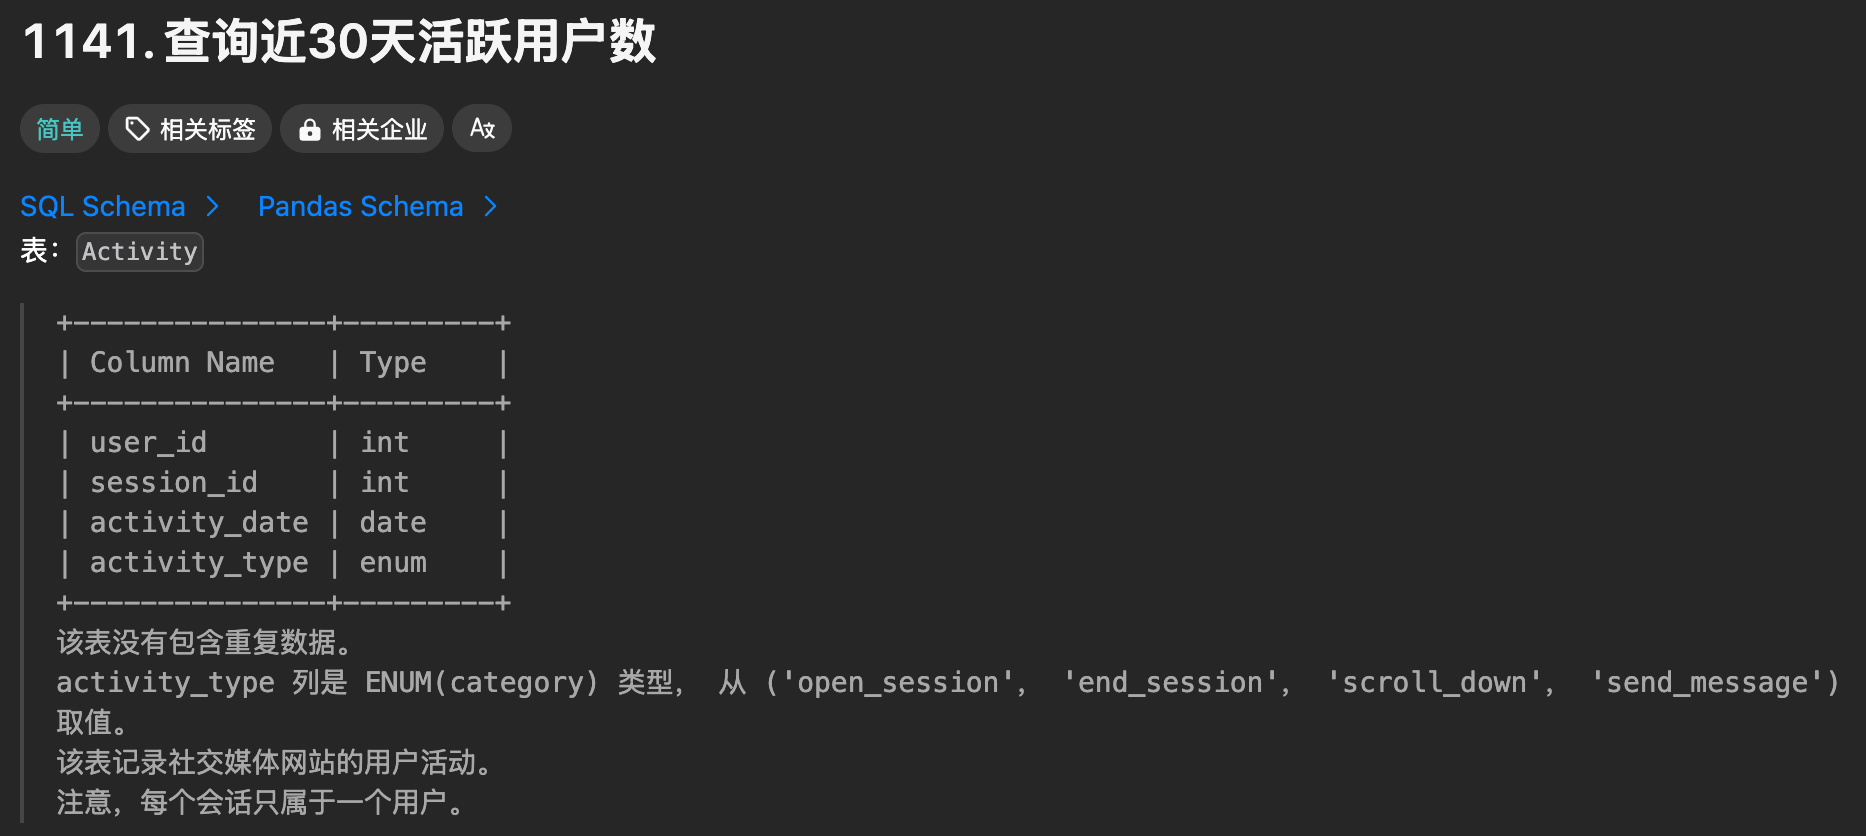 1141. 查询近30天活跃用户数
简单 相关标签 相关企业
SQL Schema > Pandas Schema >
表：Activity
+---------------+---------+
| Column Name   | Type    |
+---------------+---------+
| user_id       | int     |
| session_id    | int     |
| activity_date | date    |
| activity_type | enum    |
+---------------+---------+
该表没有包含重复数据。
activity_type 列是 ENUM(category) 类型， 从 ('open_session'， 'end_session'， 'scroll_down'， 'send_message')
取值。
该表记录社交媒体网站的用户活动。
注意，每个会话只属于一个用户。